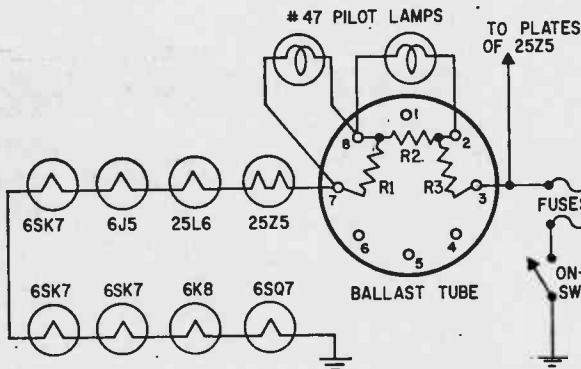 #47 PILOT LAMPS
TO PLATES
OF 25Z5
1
8
2
R2
R1
R3
7
3
6SK7
6J5
25L6
25Z5
FUSES
6
4
5
BALLAST TUBE
ON-
SW
6SK7
6SK7
6K8
6SQ7